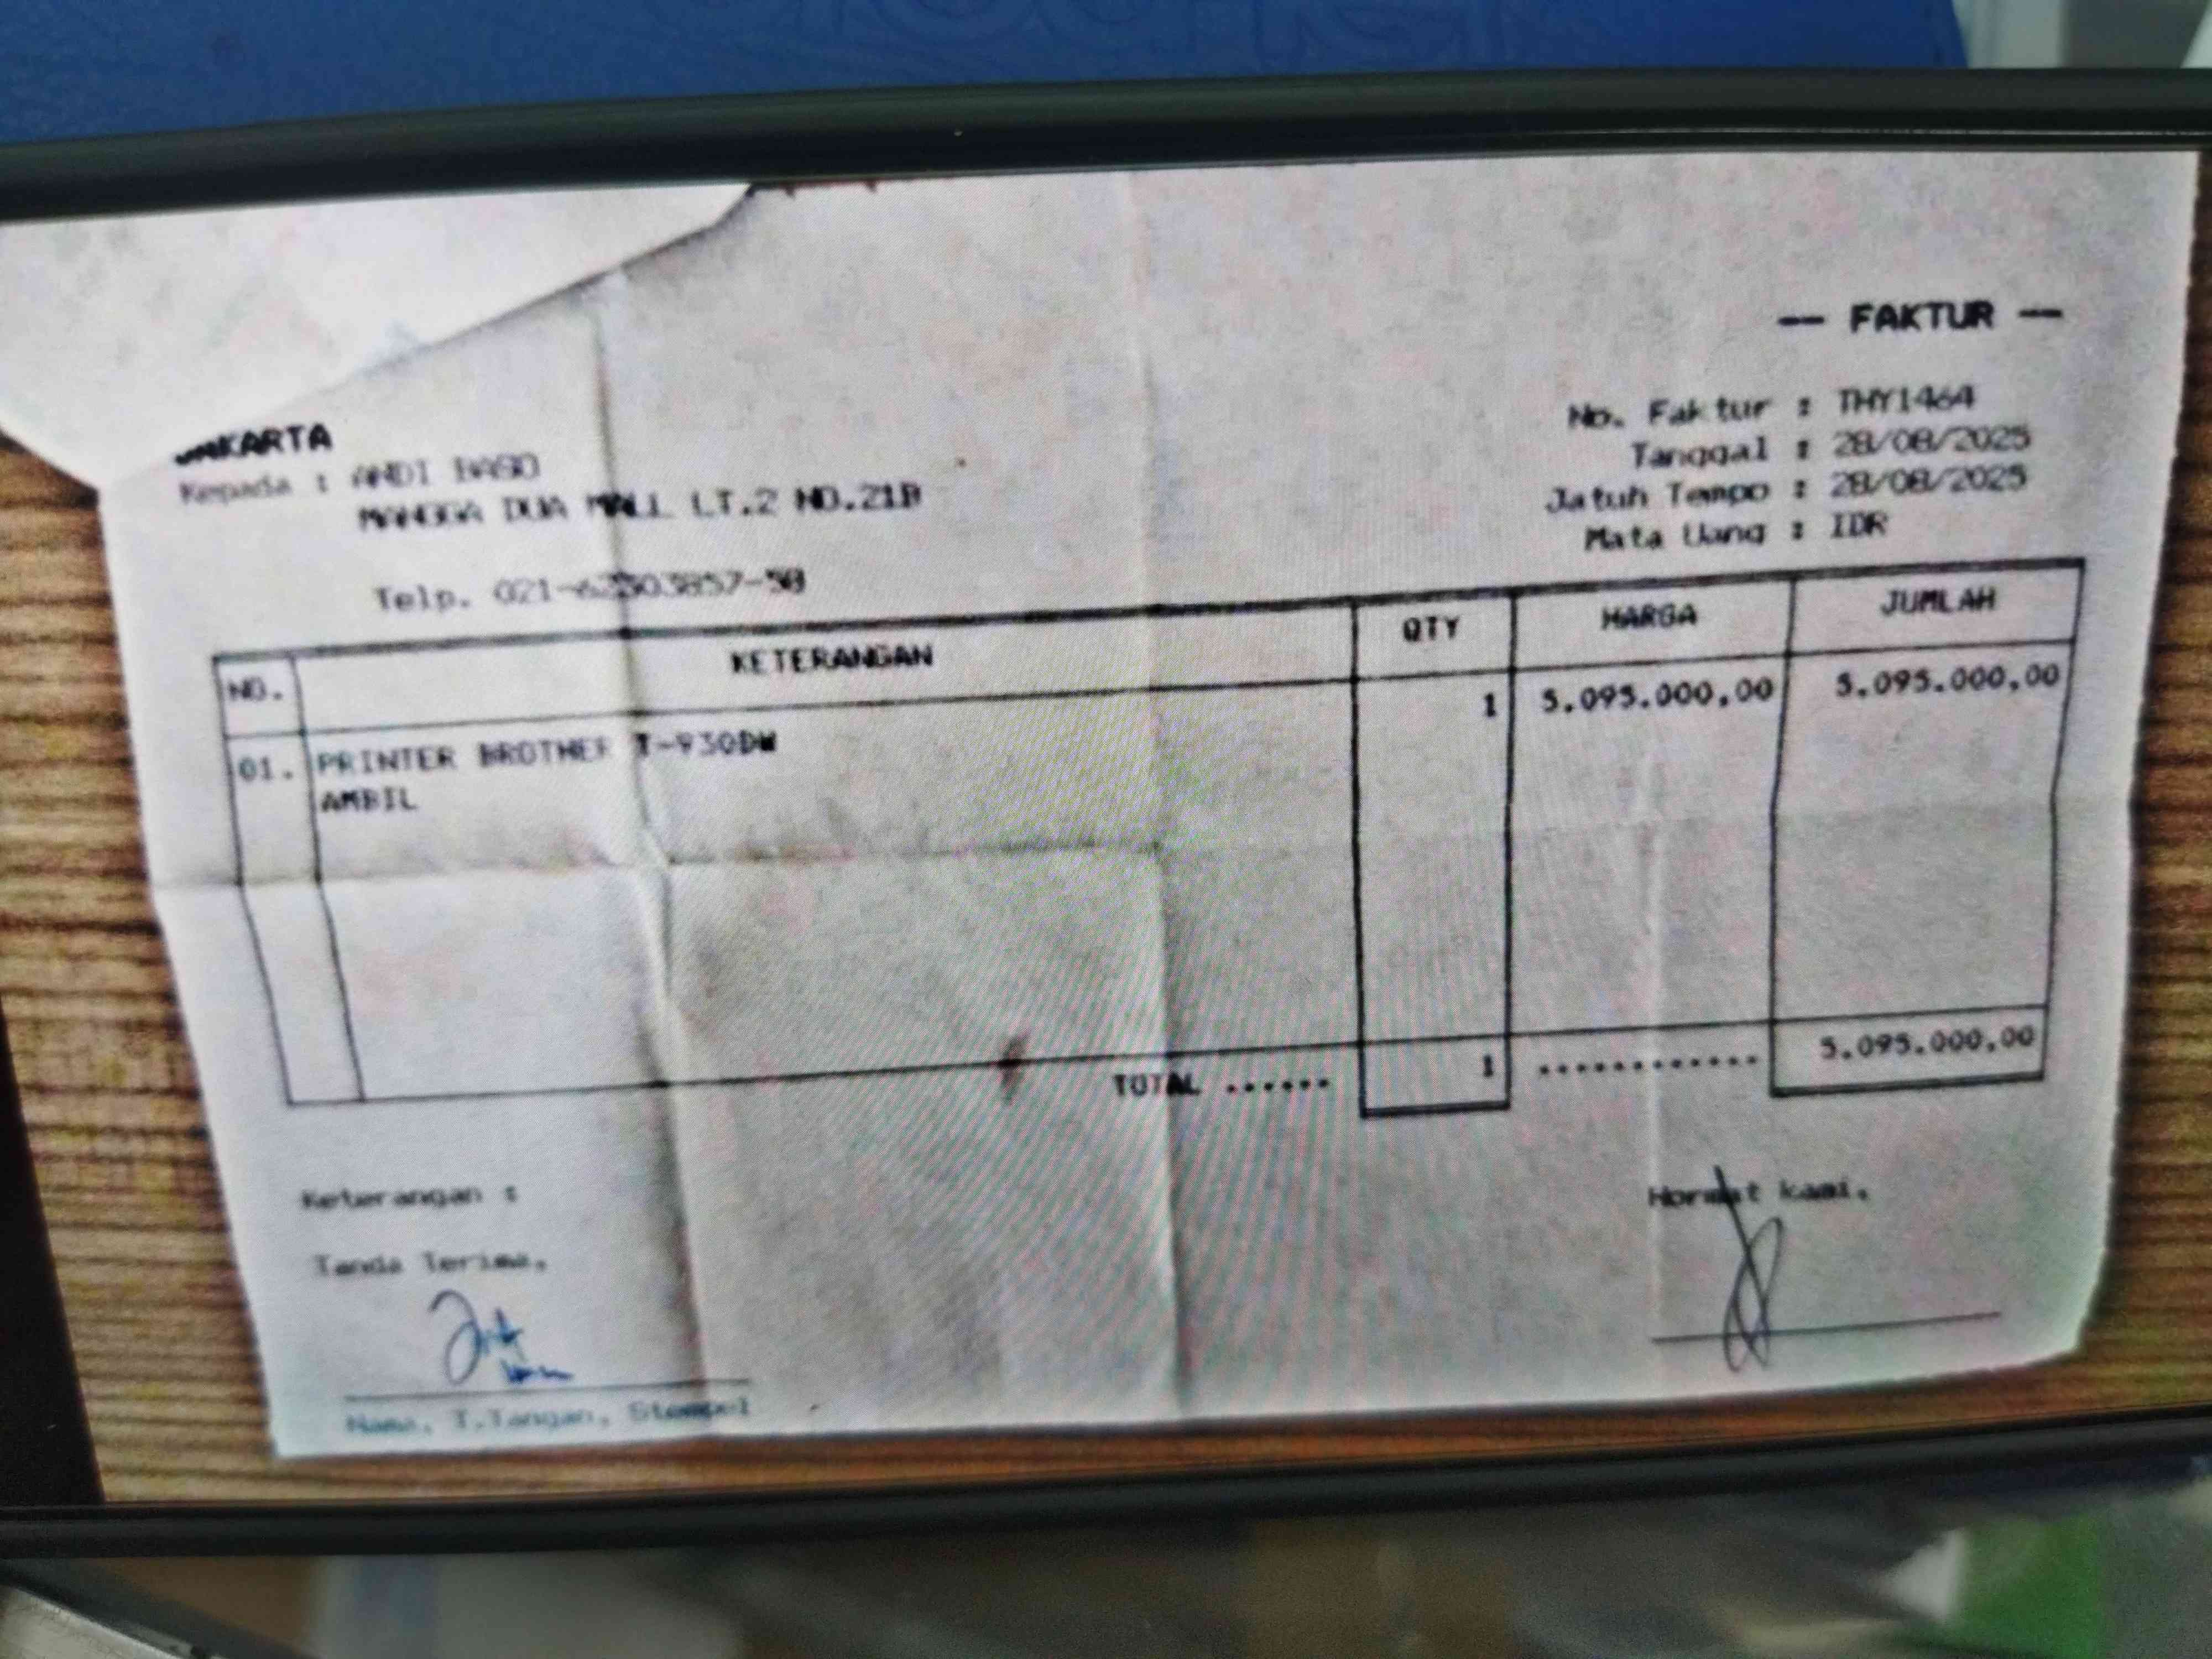 — FAKTUR —
JAKARTA
Kepada : ANDI BASO
MANGGA DUA MALL LT.2 NO.21B
Telp. 021-62303857-58
No. Faktur : THY1464
Tanggal : 28/08/2025
Jatuh Tempo : 28/08/2025
Mata Uang : IDR
NO. KETERANGAN QTY HARGA JUMLAH
01. PRINTER BROTHER T-930DW 1 5.095.000,00 5.095.000,00
AMBIL
TOTAL ...... 1 ............ 5.095.000,00
Keterangan :
Tanda Terima,
Hormat kami,
Nama, T.Tangan, Stempel